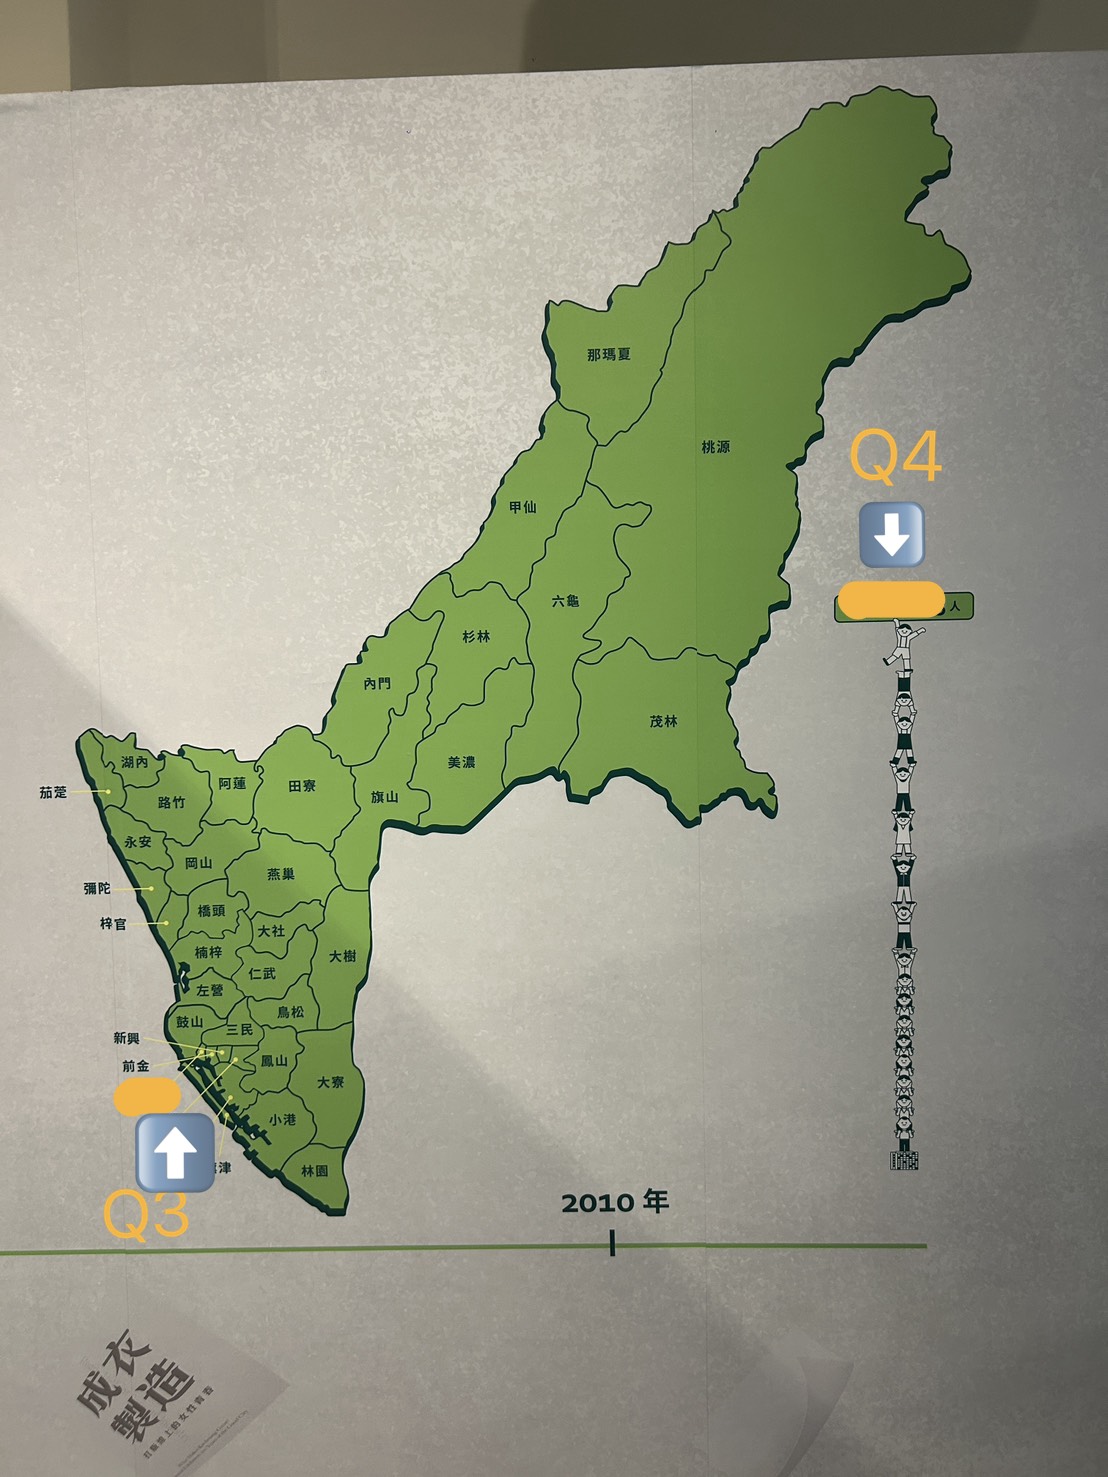 那瑪夏
Q4
桃源
甲仙
六龜
人
杉林
內門
茂林
美濃
湖內
阿蓮
田寮
茄萣
路竹
旗山
永安
岡山
燕巢
彌陀
橋頭
梓官
大社
楠梓
大樹
仁武
左營
鳥松
鼓山
三民
新興
鳳山
前金
大寮
小港
津
林園
Q3
2010 年
成衣
製造